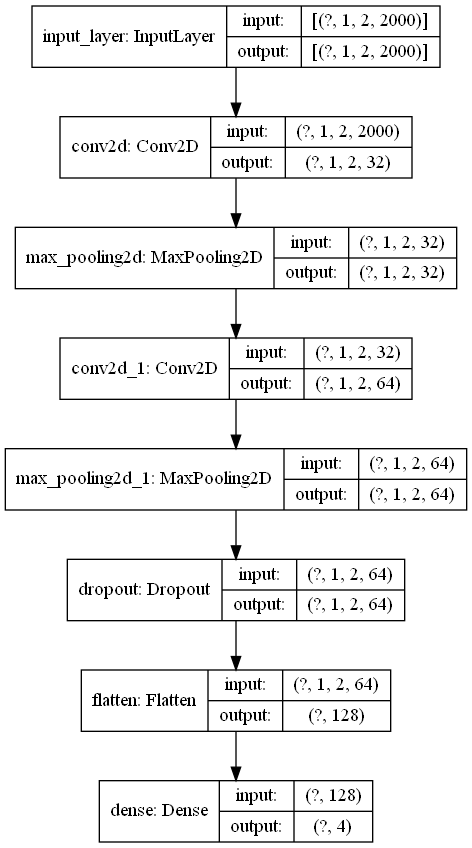 input_layer: InputLayer
input: [(?, 1, 2, 2000)]
output: [(?, 1, 2, 2000)]
conv2d: Conv2D
input: (?, 1, 2, 2000)
output: (?, 1, 2, 32)
max_pooling2d: MaxPooling2D
input: (?, 1, 2, 32)
output: (?, 1, 2, 32)
conv2d_1: Conv2D
input: (?, 1, 2, 32)
output: (?, 1, 2, 64)
max_pooling2d_1: MaxPooling2D
input: (?, 1, 2, 64)
output: (?, 1, 2, 64)
dropout: Dropout
input: (?, 1, 2, 64)
output: (?, 1, 2, 64)
flatten: Flatten
input: (?, 1, 2, 64)
output: (?, 128)
dense: Dense
input: (?, 128)
output: (?, 4)